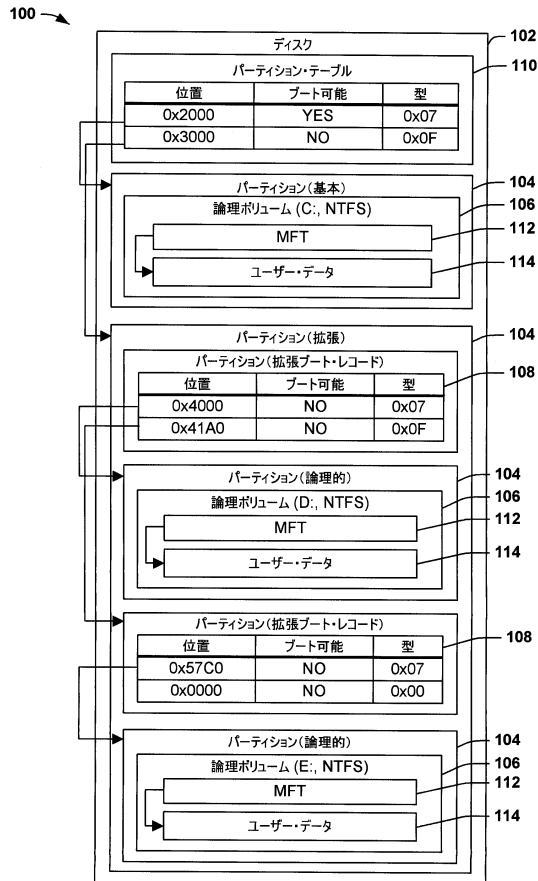 100
ディスク
102
パーティション・テーブル
110
位置 ブート可能 型
0x2000 YES 0x07
0x3000 NO 0x0F
パーティション(基本)
104
論理ボリューム (C:, NTFS)
106
MFT
112
ユーザー・データ
114
パーティション(拡張)
104
パーティション(拡張ブート・レコード)
108
位置 ブート可能 型
0x4000 NO 0x07
0x41A0 NO 0x0F
パーティション(論理的)
104
論理ボリューム (D:, NTFS)
106
MFT
112
ユーザー・データ
114
パーティション(拡張ブート・レコード)
108
位置 ブート可能 型
0x57C0 NO 0x07
0x0000 NO 0x00
パーティション(論理的)
104
論理ボリューム (E:, NTFS)
106
MFT
112
ユーザー・データ
114